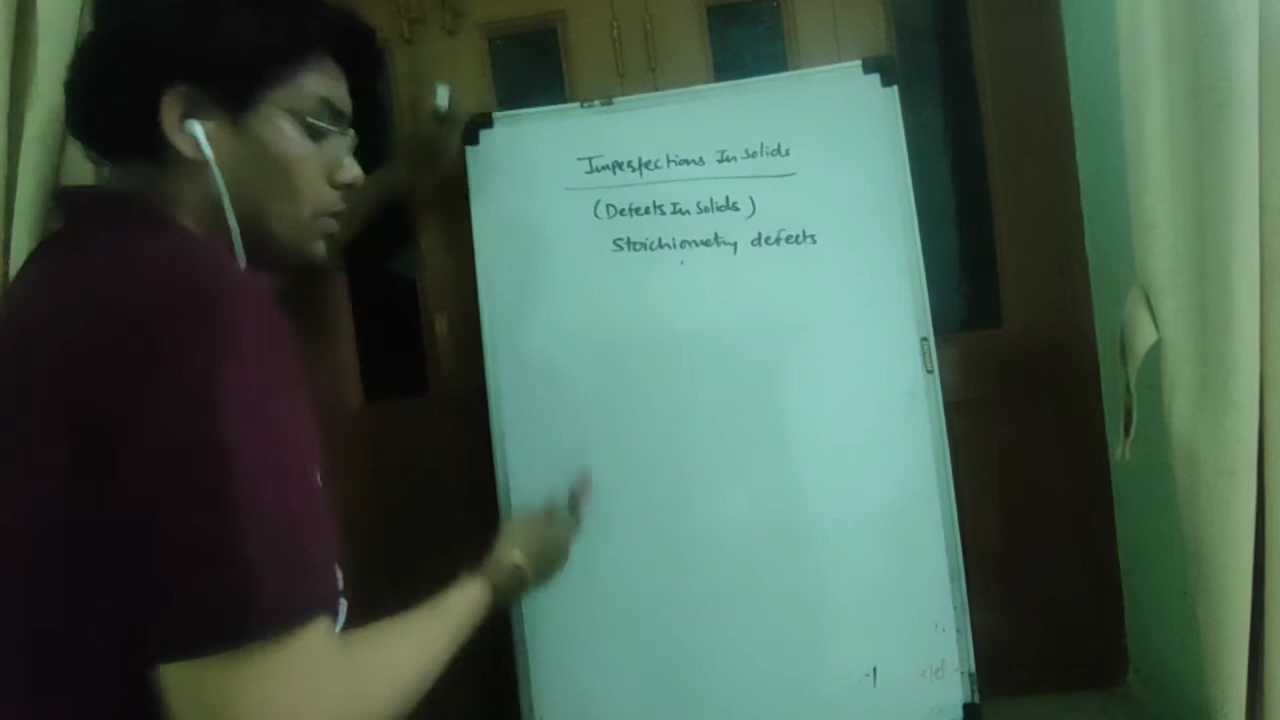 Imperfections In Solids
(Defects In Solids)
Stoichiometry defects